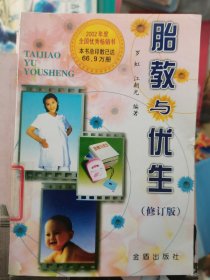 2002年度
全国优秀畅销书
本书总印数已达
66.9万册
TAIJIAO
YU
YOUSHENG
胎教与优生
(修订版)
罗虹 江朝光 编著
金盾出版社